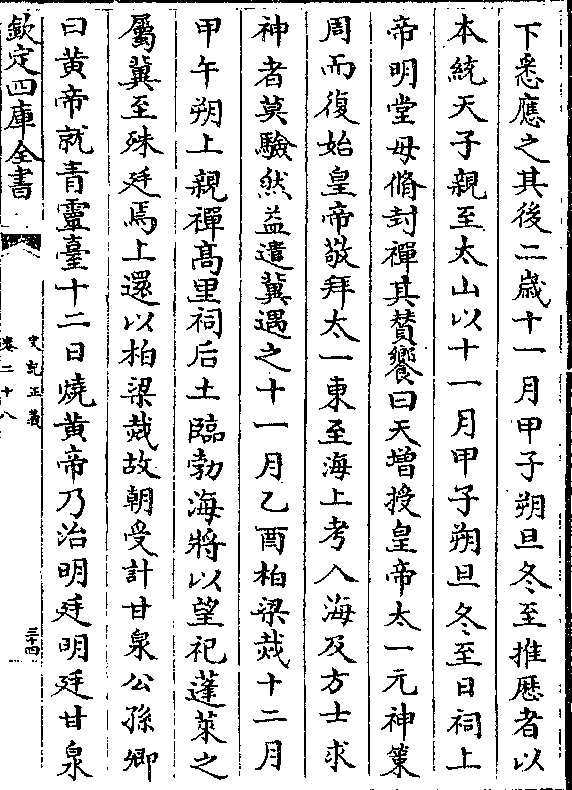 下悉應之其後二歲十一月甲子朔旦冬至推厯者以
本統天子親至太山以十一月甲子朔旦冬至日祠上
帝明堂毋脩封禪其贊饗曰天增授皇帝太一元神策
周而復始皇帝敬拜太一東至海上考入海及方士求
神者莫驗然益遣冀遇之十一月乙酉柏梁烖十二月
甲午朔上親禪髙里祠后土臨勃海將以望祀蓬萊之
屬冀至殊廷焉上還以柏梁烖故朝受計甘泉公孫卿
曰黄帝就青靈臺十二日燒黄帝乃治明廷明廷甘泉
欽定四庫全書
史記正義
卷二十八
三十四